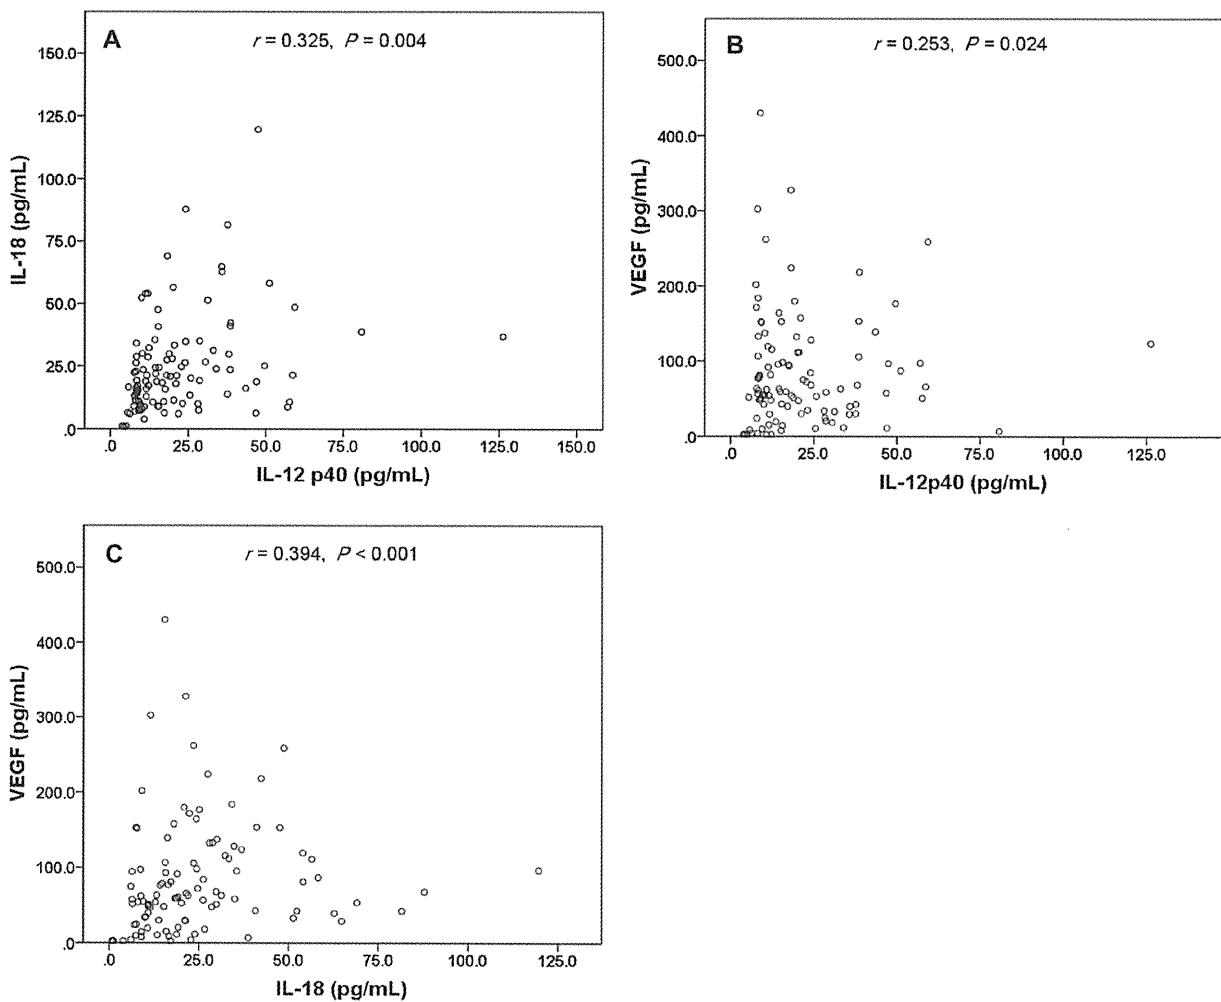 A
r = 0.325, P = 0.004
150.0
125.0
100.0
75.0
50.0
25.0
.0
IL-18 (pg/mL)
.0 25.0 50.0 75.0 100.0 125.0 150.0
IL-12 p40 (pg/mL)
B
r = 0.253, P = 0.024
500.0
400.0
300.0
200.0
100.0
.0
VEGF (pg/mL)
.0 25.0 50.0 75.0 100.0 125.0
IL-12p40 (pg/mL)
C
r = 0.394, P < 0.001
500.0
400.0
300.0
200.0
100.0
.0
VEGF (pg/mL)
.0 25.0 50.0 75.0 100.0 125.0
IL-18 (pg/mL)